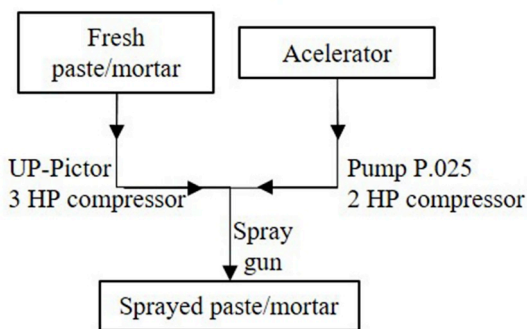 Fresh
paste/mortar
Acelerator
UP-Pictor
3 HP compressor
Pump P.025
2 HP compressor
Spray
gun
Sprayed paste/mortar